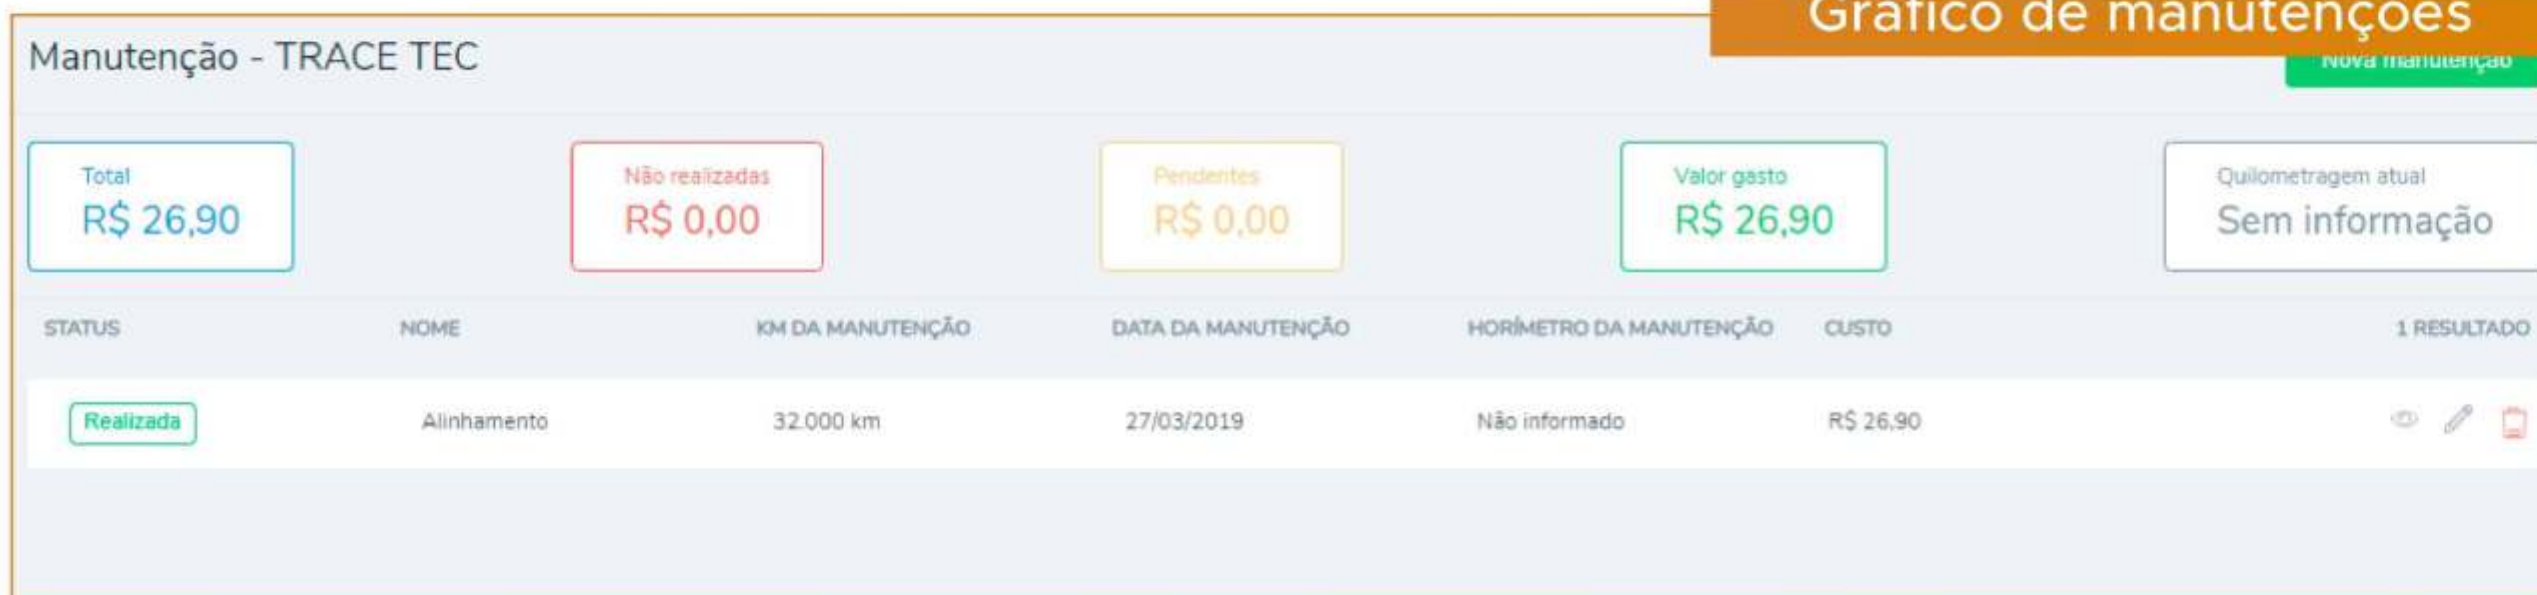 Gráfico de manutenções
Manutenção - TRACE TEC
Nova manutenção
Total
R$ 26,90
Não realizadas
R$ 0,00
Pendentes
R$ 0,00
Valor gasto
R$ 26,90
Quilometragem atual
Sem informação
STATUS NOME KM DA MANUTENÇÃO DATA DA MANUTENÇÃO HORÍMETRO DA MANUTENÇÃO CUSTO 1 RESULTADO
Realizada Alinhamento 32.000 km 27/03/2019 Não informado R$ 26,90